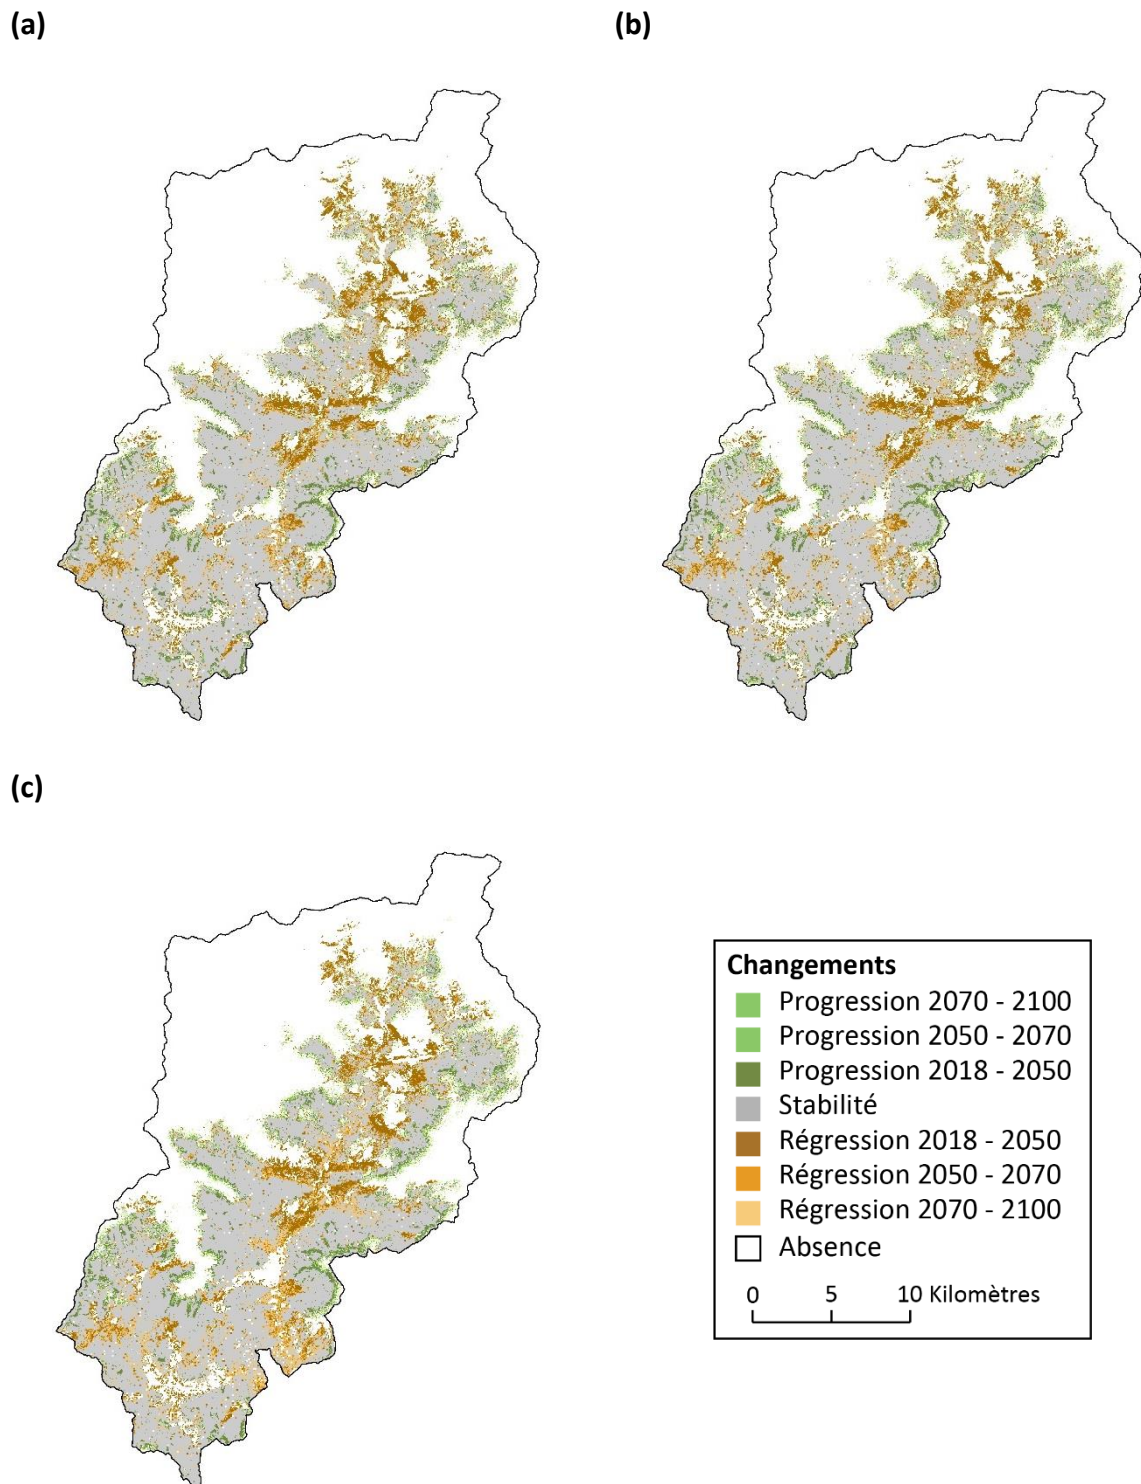 (a)
(b)
(c)
Changements
Progression 2070 - 2100
Progression 2050 - 2070
Progression 2018 - 2050
Stabilité
Régression 2018 - 2050
Régression 2050 - 2070
Régression 2070 - 2100
Absence
0 5 10 Kilomètres